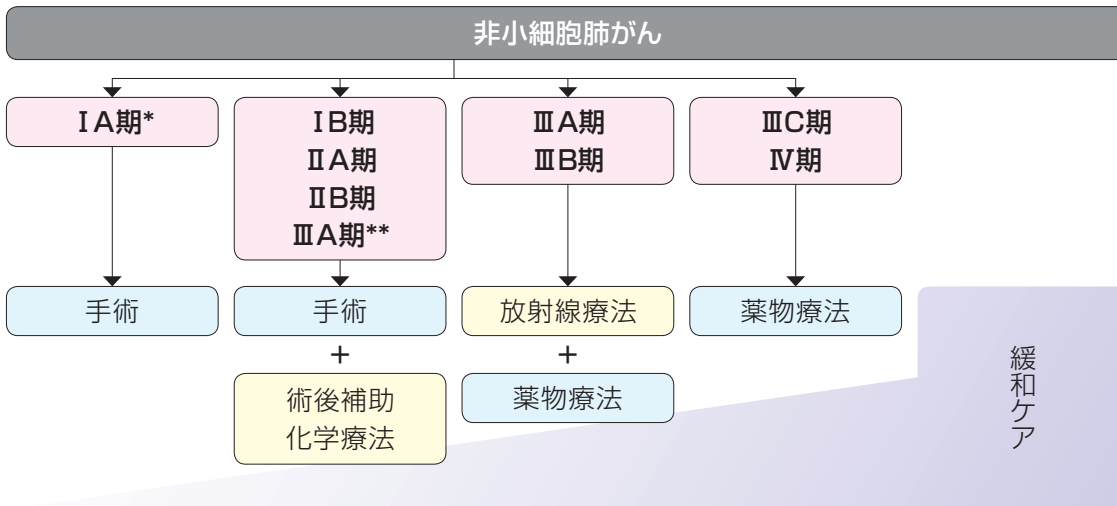 非小細胞肺がん
ⅠA期*
ⅠB期
ⅡA期
ⅡB期
ⅢA期**
ⅢA期
ⅢB期
ⅢC期
Ⅳ期
手術
手術
+
術後補助
化学療法
放射線療法
+
薬物療法
薬物療法
緩和ケア